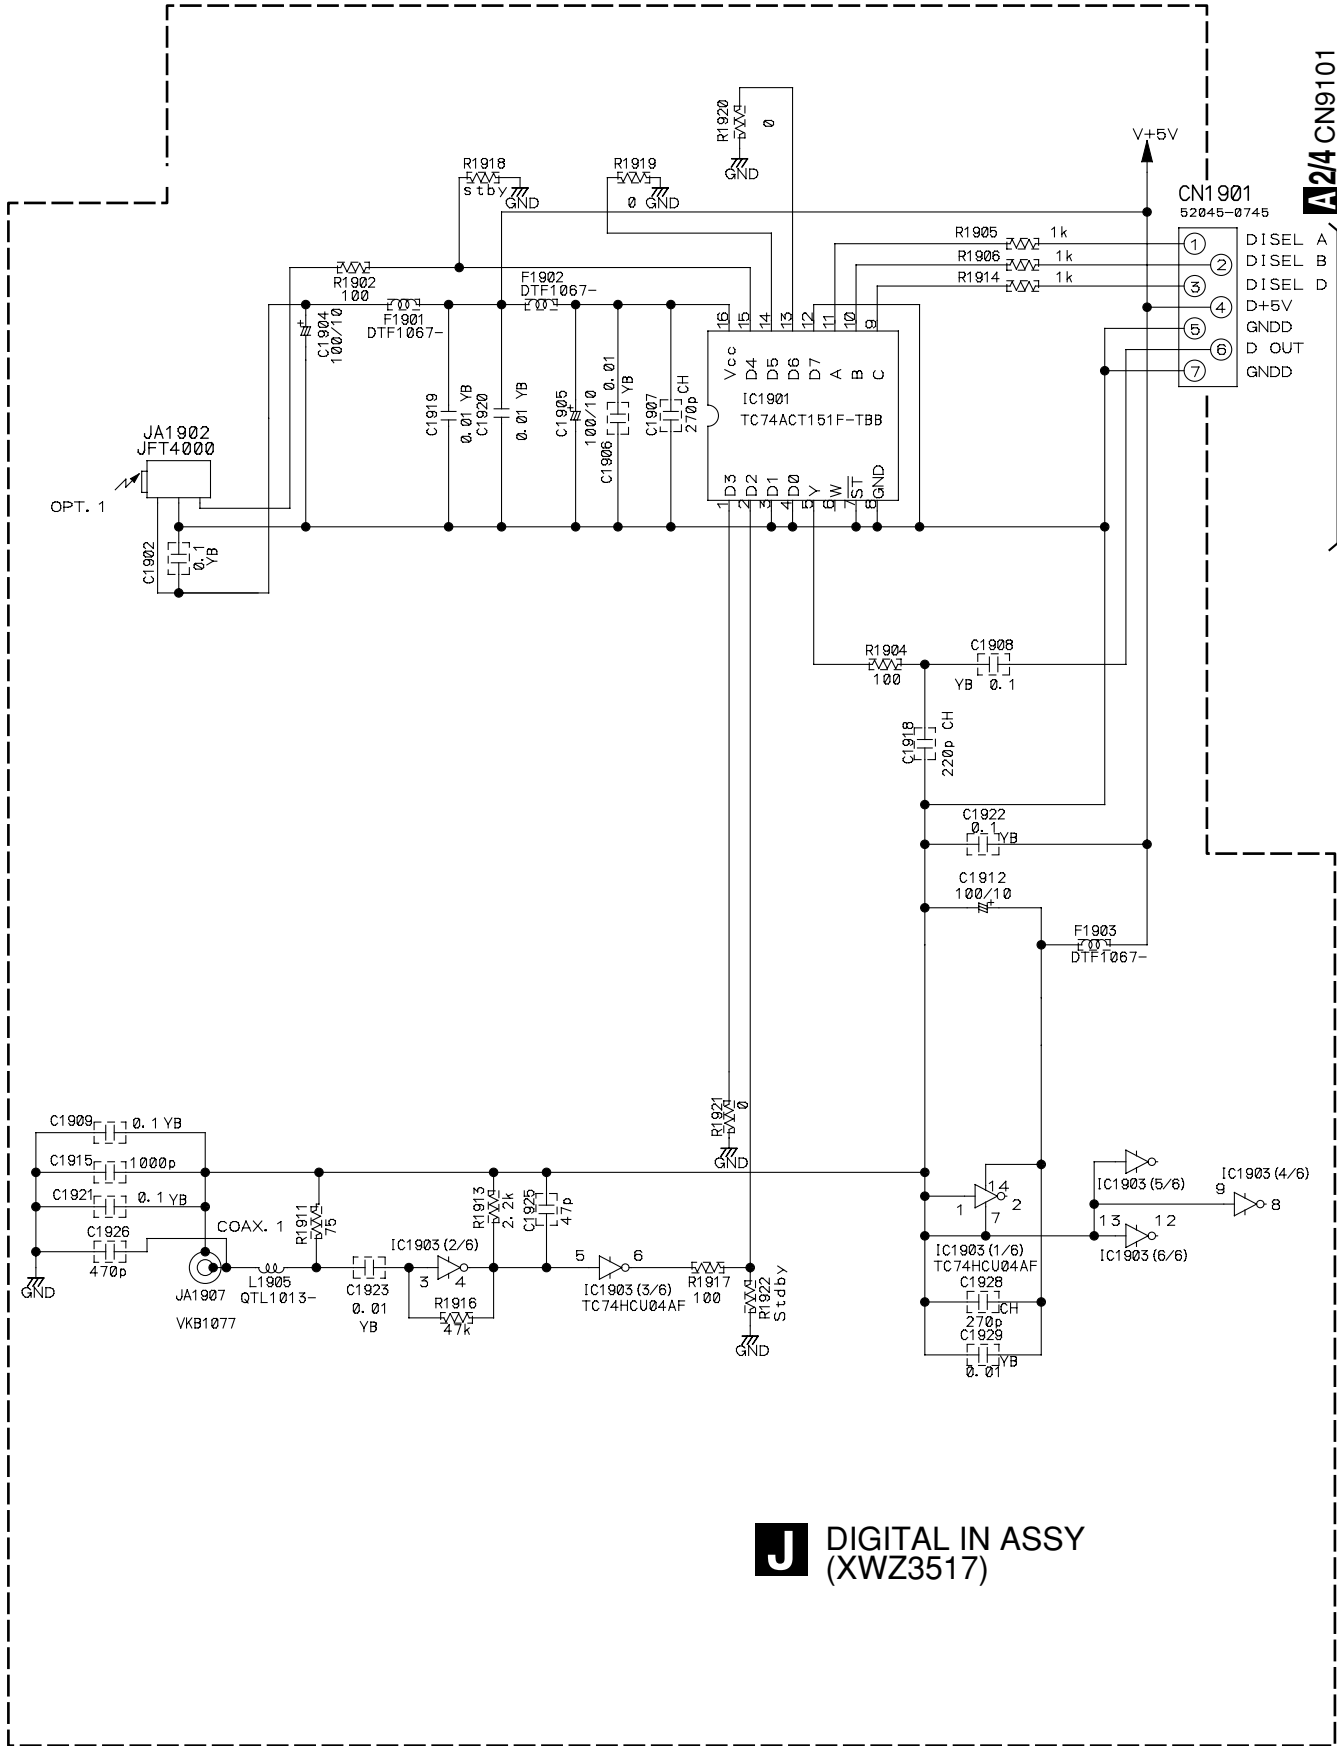 A 2/4 CN9101
V+5V
CN1901
52045-0745
1 DISEL A
2 DISEL B
3 DISEL D
4 D+5V
5 GNDD
6 D OUT
7 GNDD
R1920
0
GND
R1918
stby
GND
R1919
0 GND
R1905 1k
R1906 1k
R1914 1k
R1902
100
F1902
DTF1067-
F1901
DTF1067-
C1904
100/10
C1919
0.01 YB
C1920
0.01 YB
C1905
100/10
C1906
0.01
YB
C1907
270p CH
16 15 14 13 12 11 10 9
Vcc D4 D5 D6 D7 A B C
IC1901
TC74ACT151F-TBB
D3 D2 D1 D0 Y W ST GND
1 2 3 4 5 6 7 8
JA1902
JFT4000
OPT. 1
C1902
0.1
YB
R1904
100
C1908
YB 0.1
C1918
220p CH
C1922
0.1
YB
C1912
100/10
F1903
DTF1067-
R1921
0
GND
C1909 0.1 YB
C1915 1000p
C1921 0.1 YB
C1926
470p
GND
COAX. 1
JA1907
VKB1077
L1905
QTL1013-
R1911
75
C1923
0.01
YB
IC1903(2/6)
3 4
R1916
47k
R1913
2.2k
C1925
47p
5 6
IC1903(3/6)
TC74HCU04AF
R1917
100
R1922
Stdby
GND
14
1 2
7
IC1903(1/6)
TC74HCU04AF
C1928
CH
270p
C1929
YB
0.01
IC1903(5/6)
IC1903(4/6)
9 8
13 12
IC1903(6/6)
J DIGITAL IN ASSY
(XWZ3517)